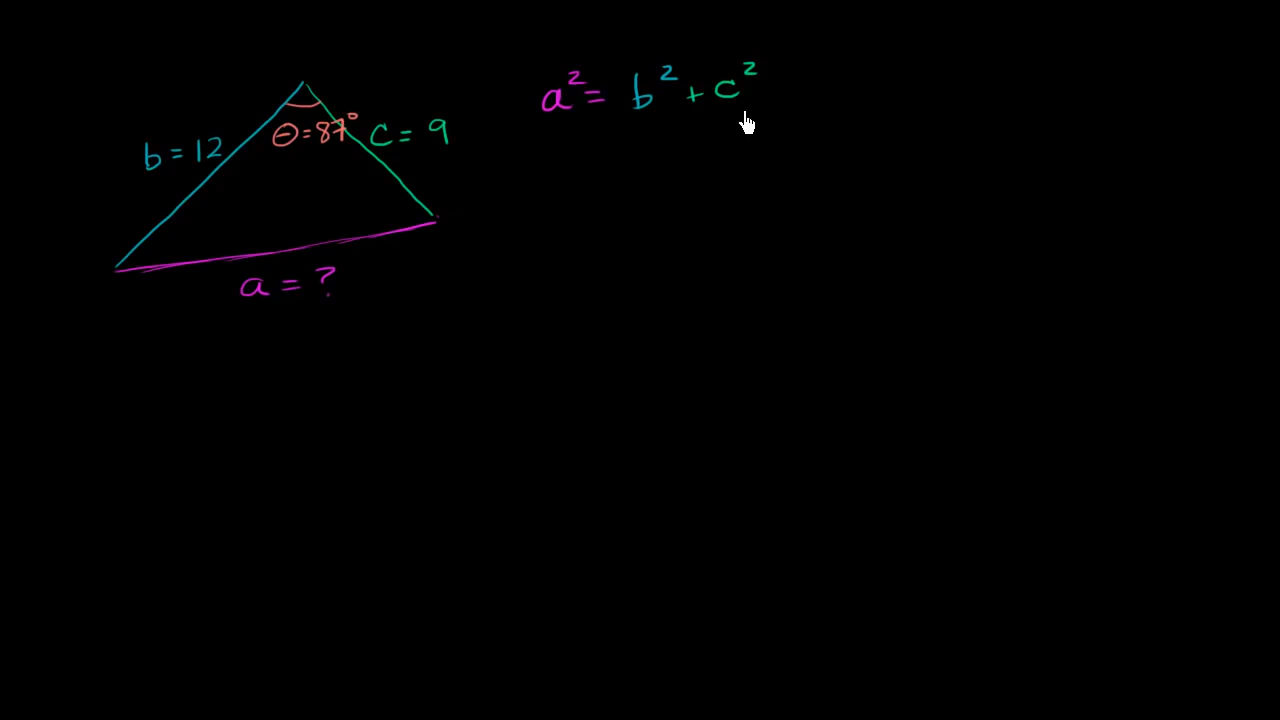 a² = b² + c²
b = 12
Θ = 87°
c = 9
a = ?